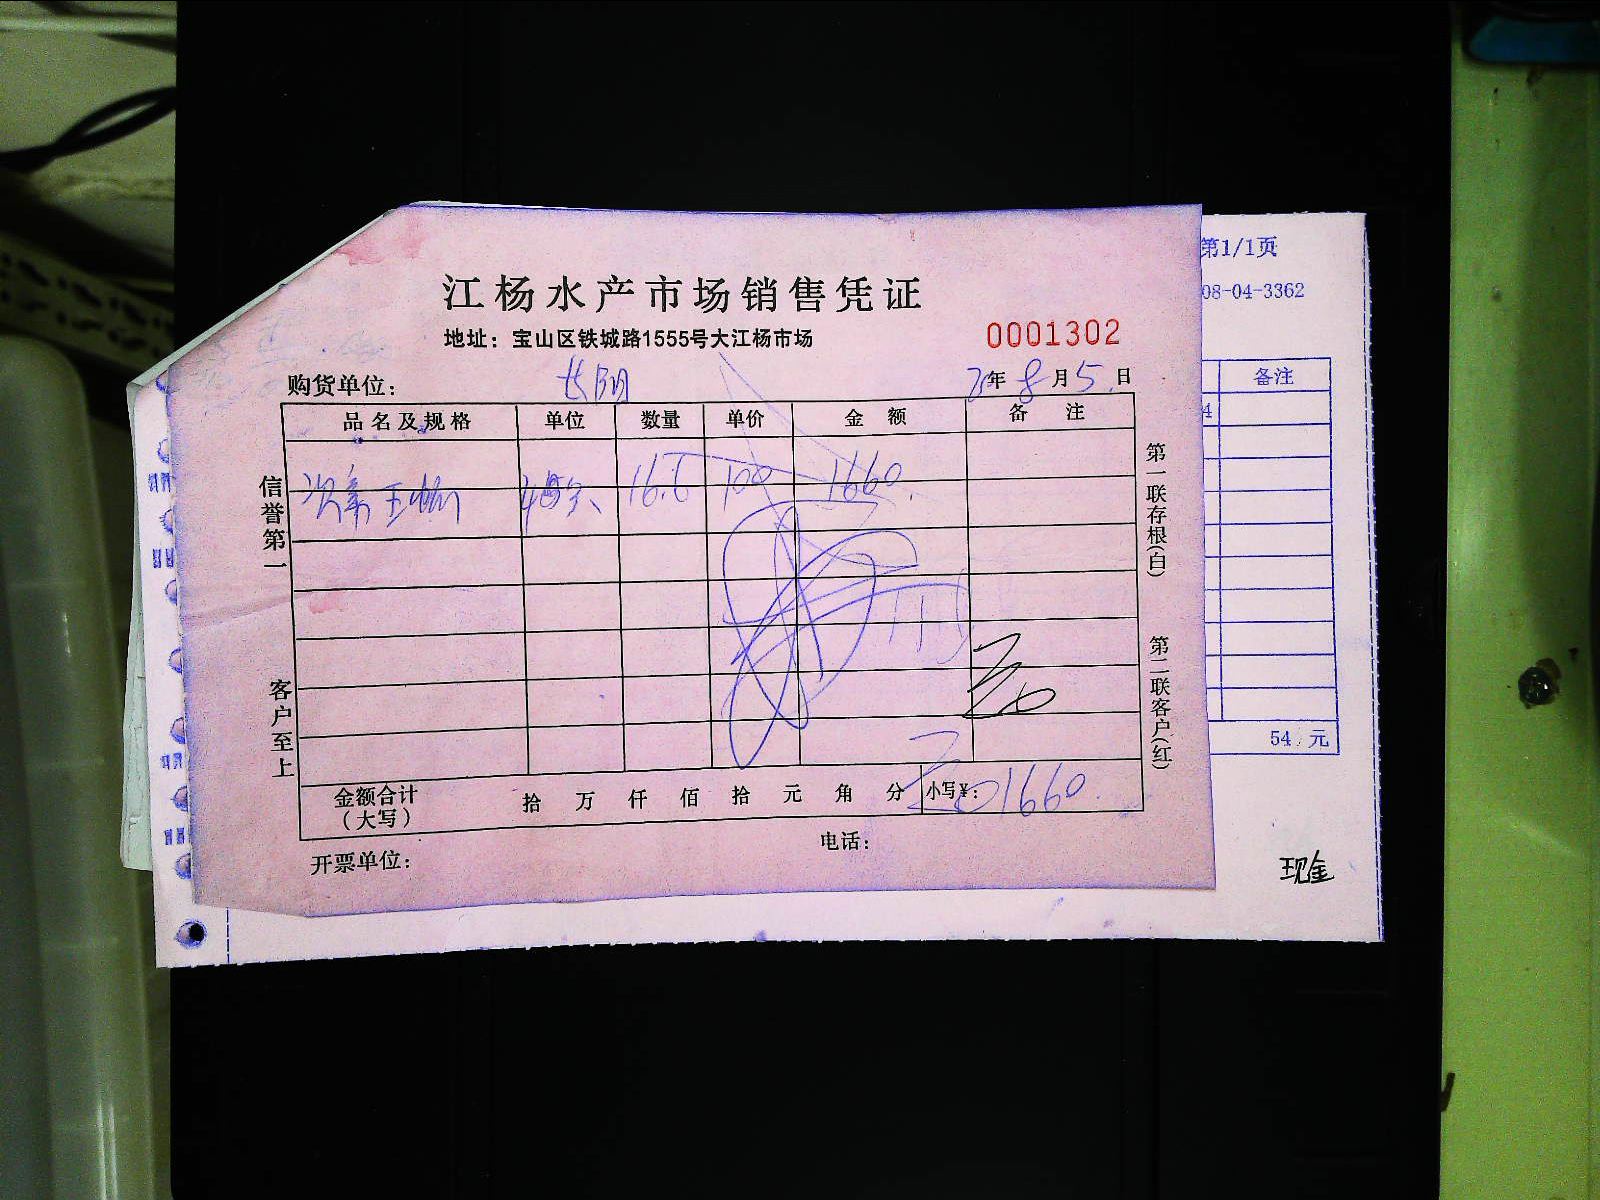 江杨水产市场销售凭证
地址：宝山区铁城路1555号大江杨市场
0001302
购货单位：长阳
年 8月5日
品名及规格 单位 数量 单价 金额 备注
16.6 100 1660.
金额合计（大写） 拾 万 仟 佰 拾 元 角 分 小写¥：1660.
开票单位： 电话：
信誉第一
客户至上
第一联存根(白)
第二联客户(红)
第1/1页
08-04-3362
备注
4
54. 元
现金